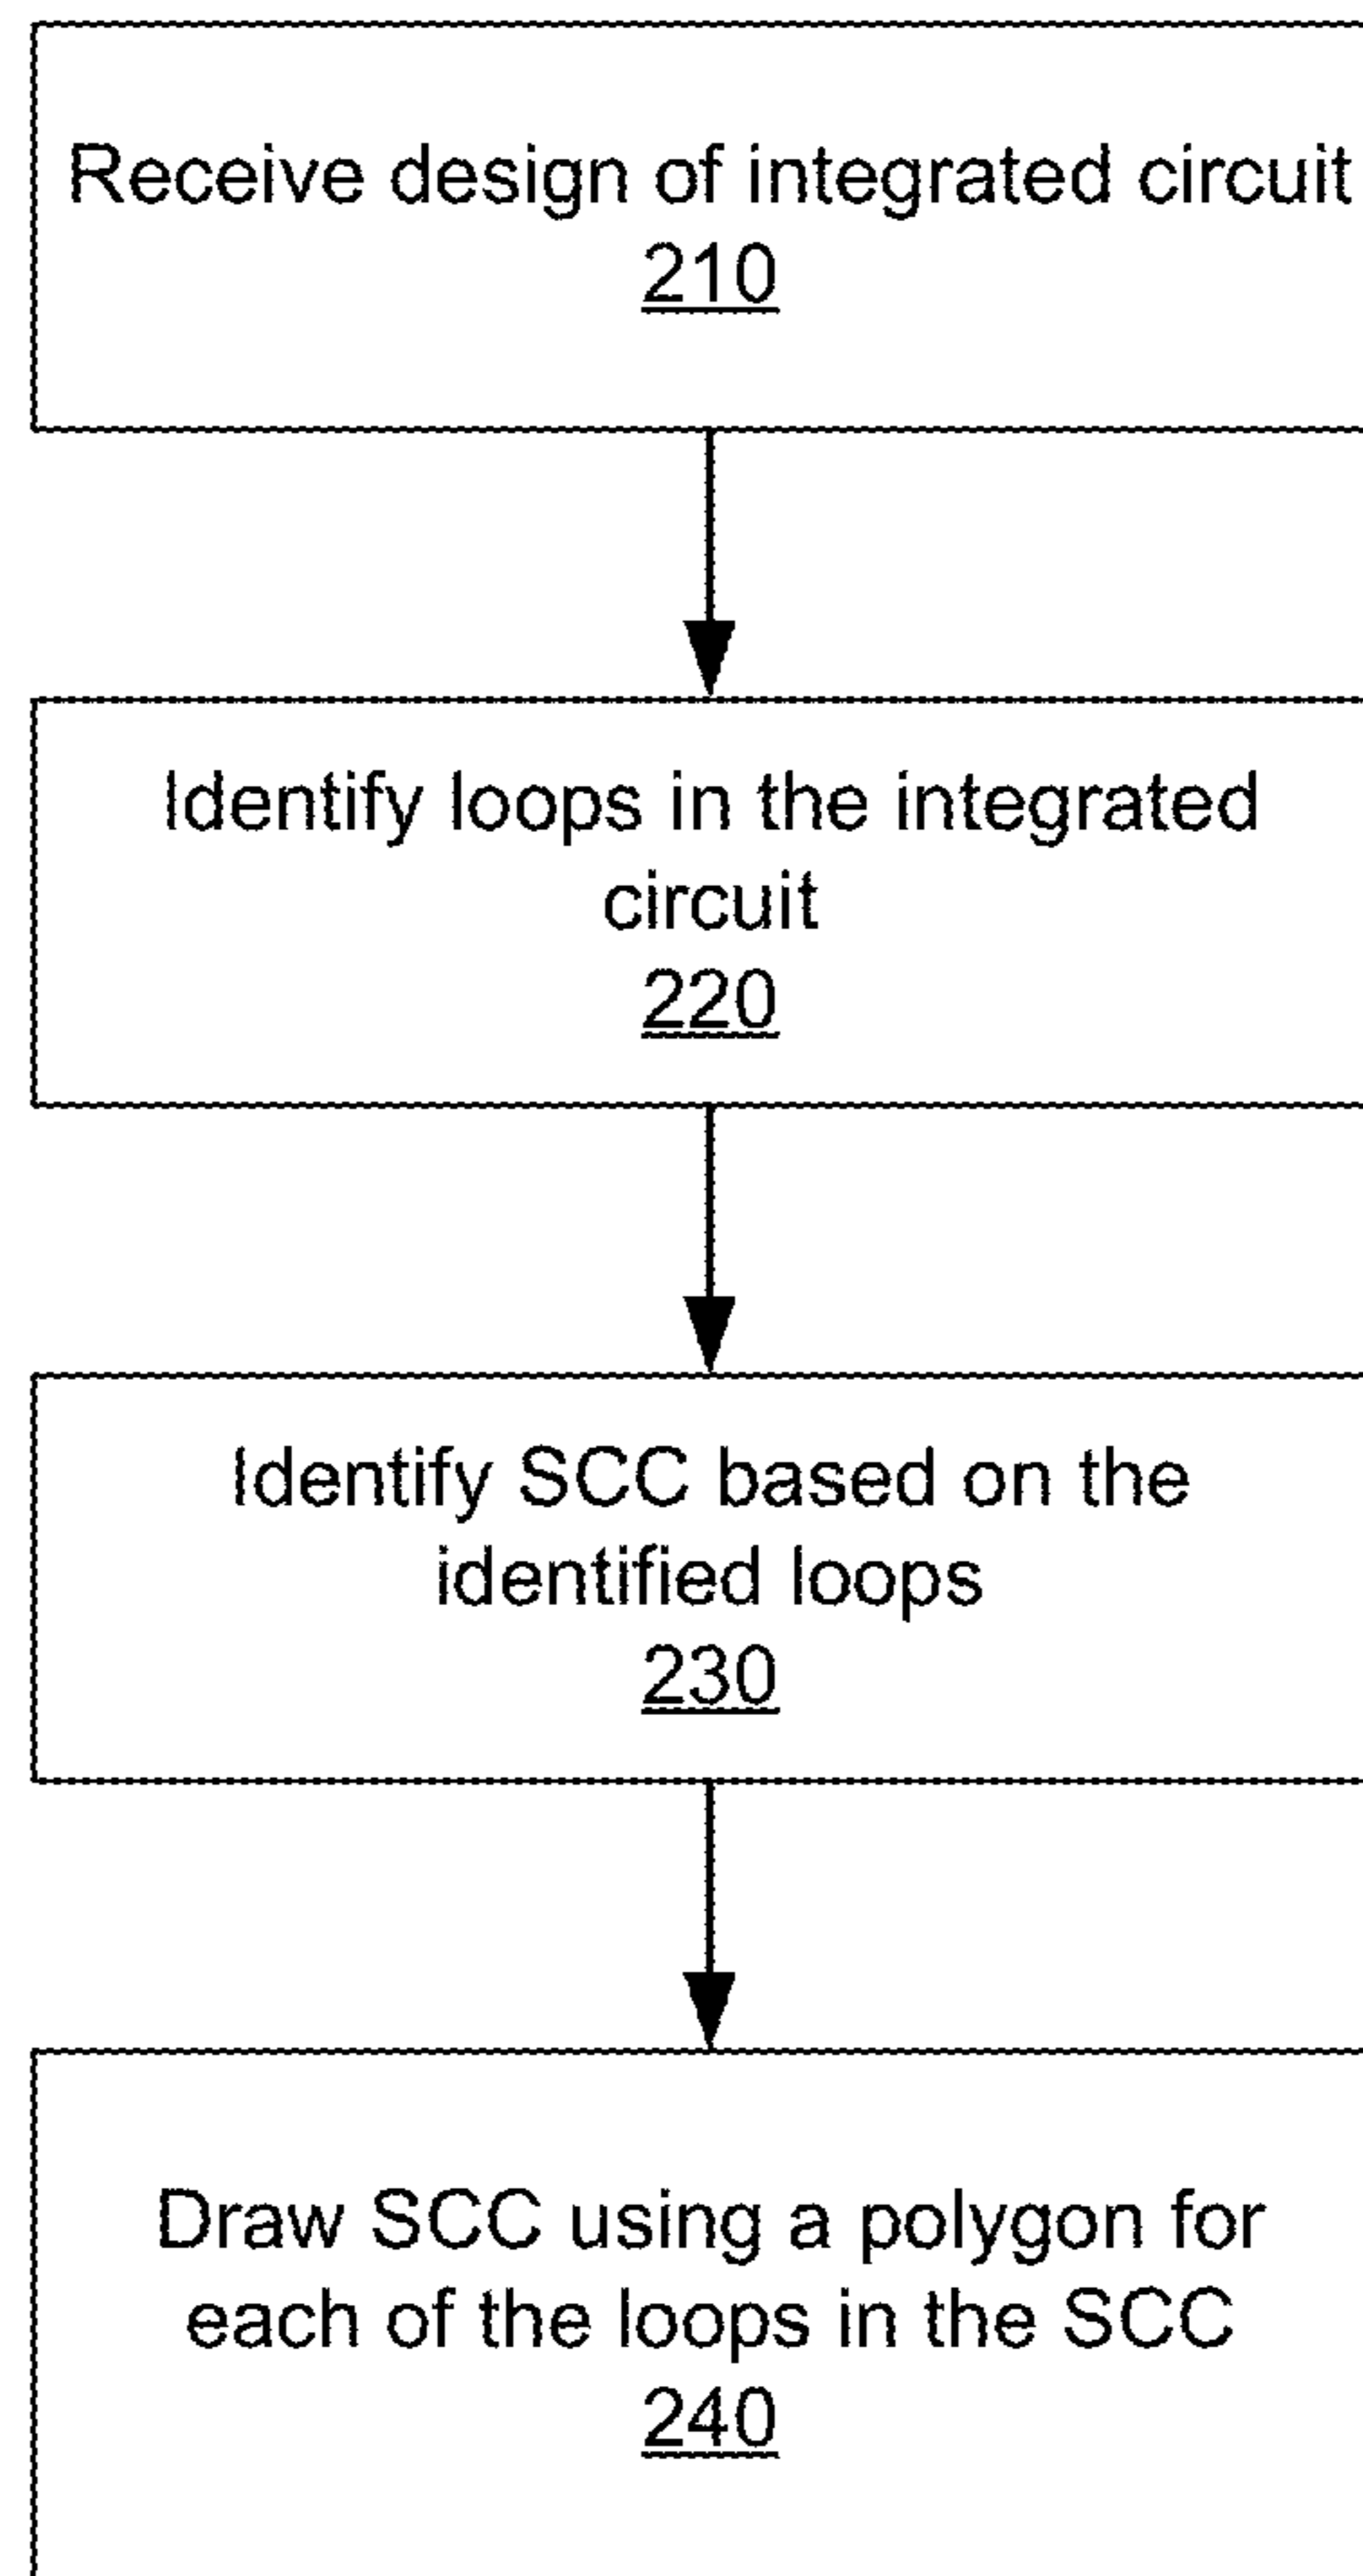 Receive design of integrated circuit
210
Identify loops in the integrated
circuit
220
Identify SCC based on the
identified loops
230
Draw SCC using a polygon for
each of the loops in the SCC
240